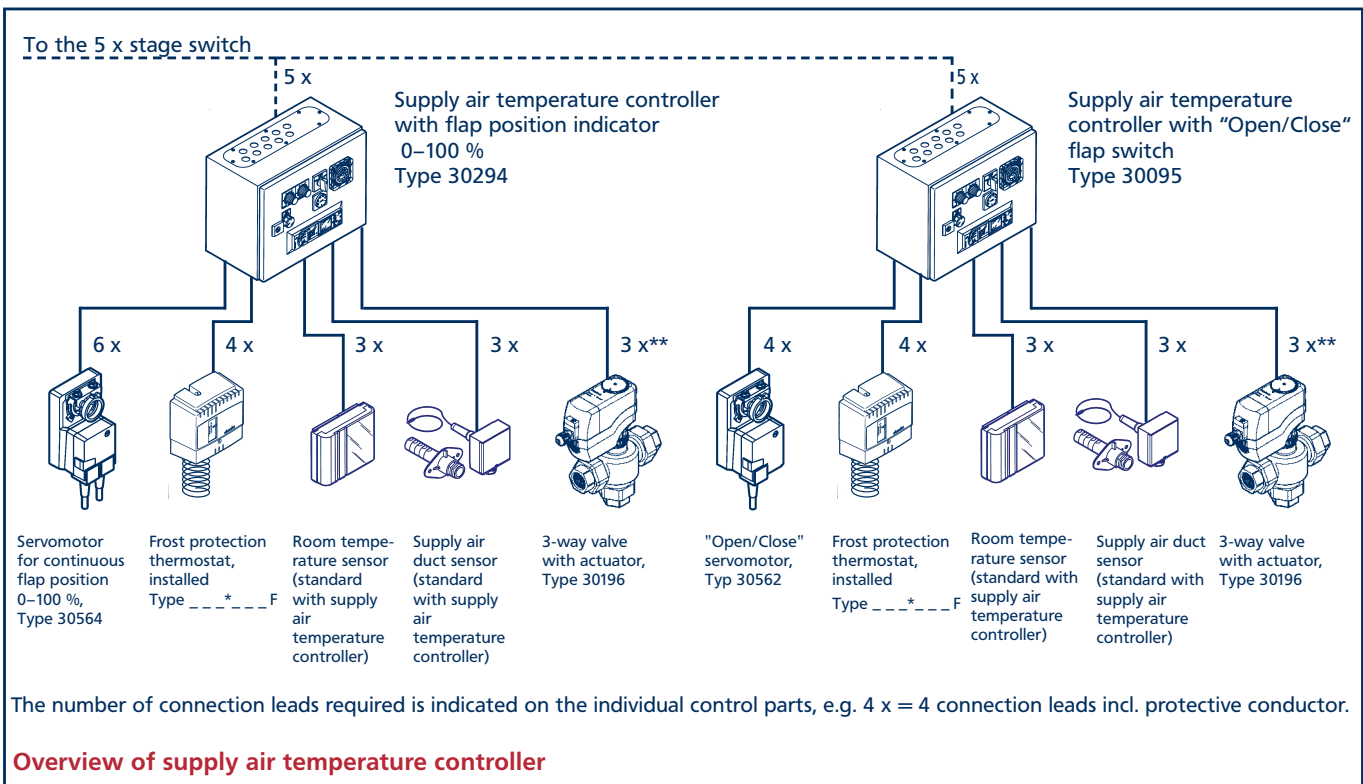 To the 5 x stage switch
5 x
5 x
Supply air temperature controller
with flap position indicator
0–100 %
Type 30294
Supply air temperature
controller with “Open/Close“
flap switch
Type 30095
6 x
4 x
3 x
3 x
3 x**
4 x
4 x
3 x
3 x
3 x**
Servomotor
for continuous
flap position
0–100 %,
Type 30564
Frost protection
thermostat,
installed
Type _ _ _*_ _ _ F
Room tempe-
rature sensor
(standard
with supply
air
temperature
controller)
Supply air
duct sensor
(standard
with supply
air
temperature
controller)
3-way valve
with actuator,
Type 30196
"Open/Close"
servomotor,
Typ 30562
Frost protection
thermostat,
installed
Type _ _ _*_ _ _ F
Room tempe-
rature sensor
(standard with
supply air
temperature
controller)
Supply air duct
sensor
(standard with
supply air
temperature
controller)
3-way valve
with actuator,
Type 30196
The number of connection leads required is indicated on the individual control parts, e.g. 4 x = 4 connection leads incl. protective conductor.
Overview of supply air temperature controller